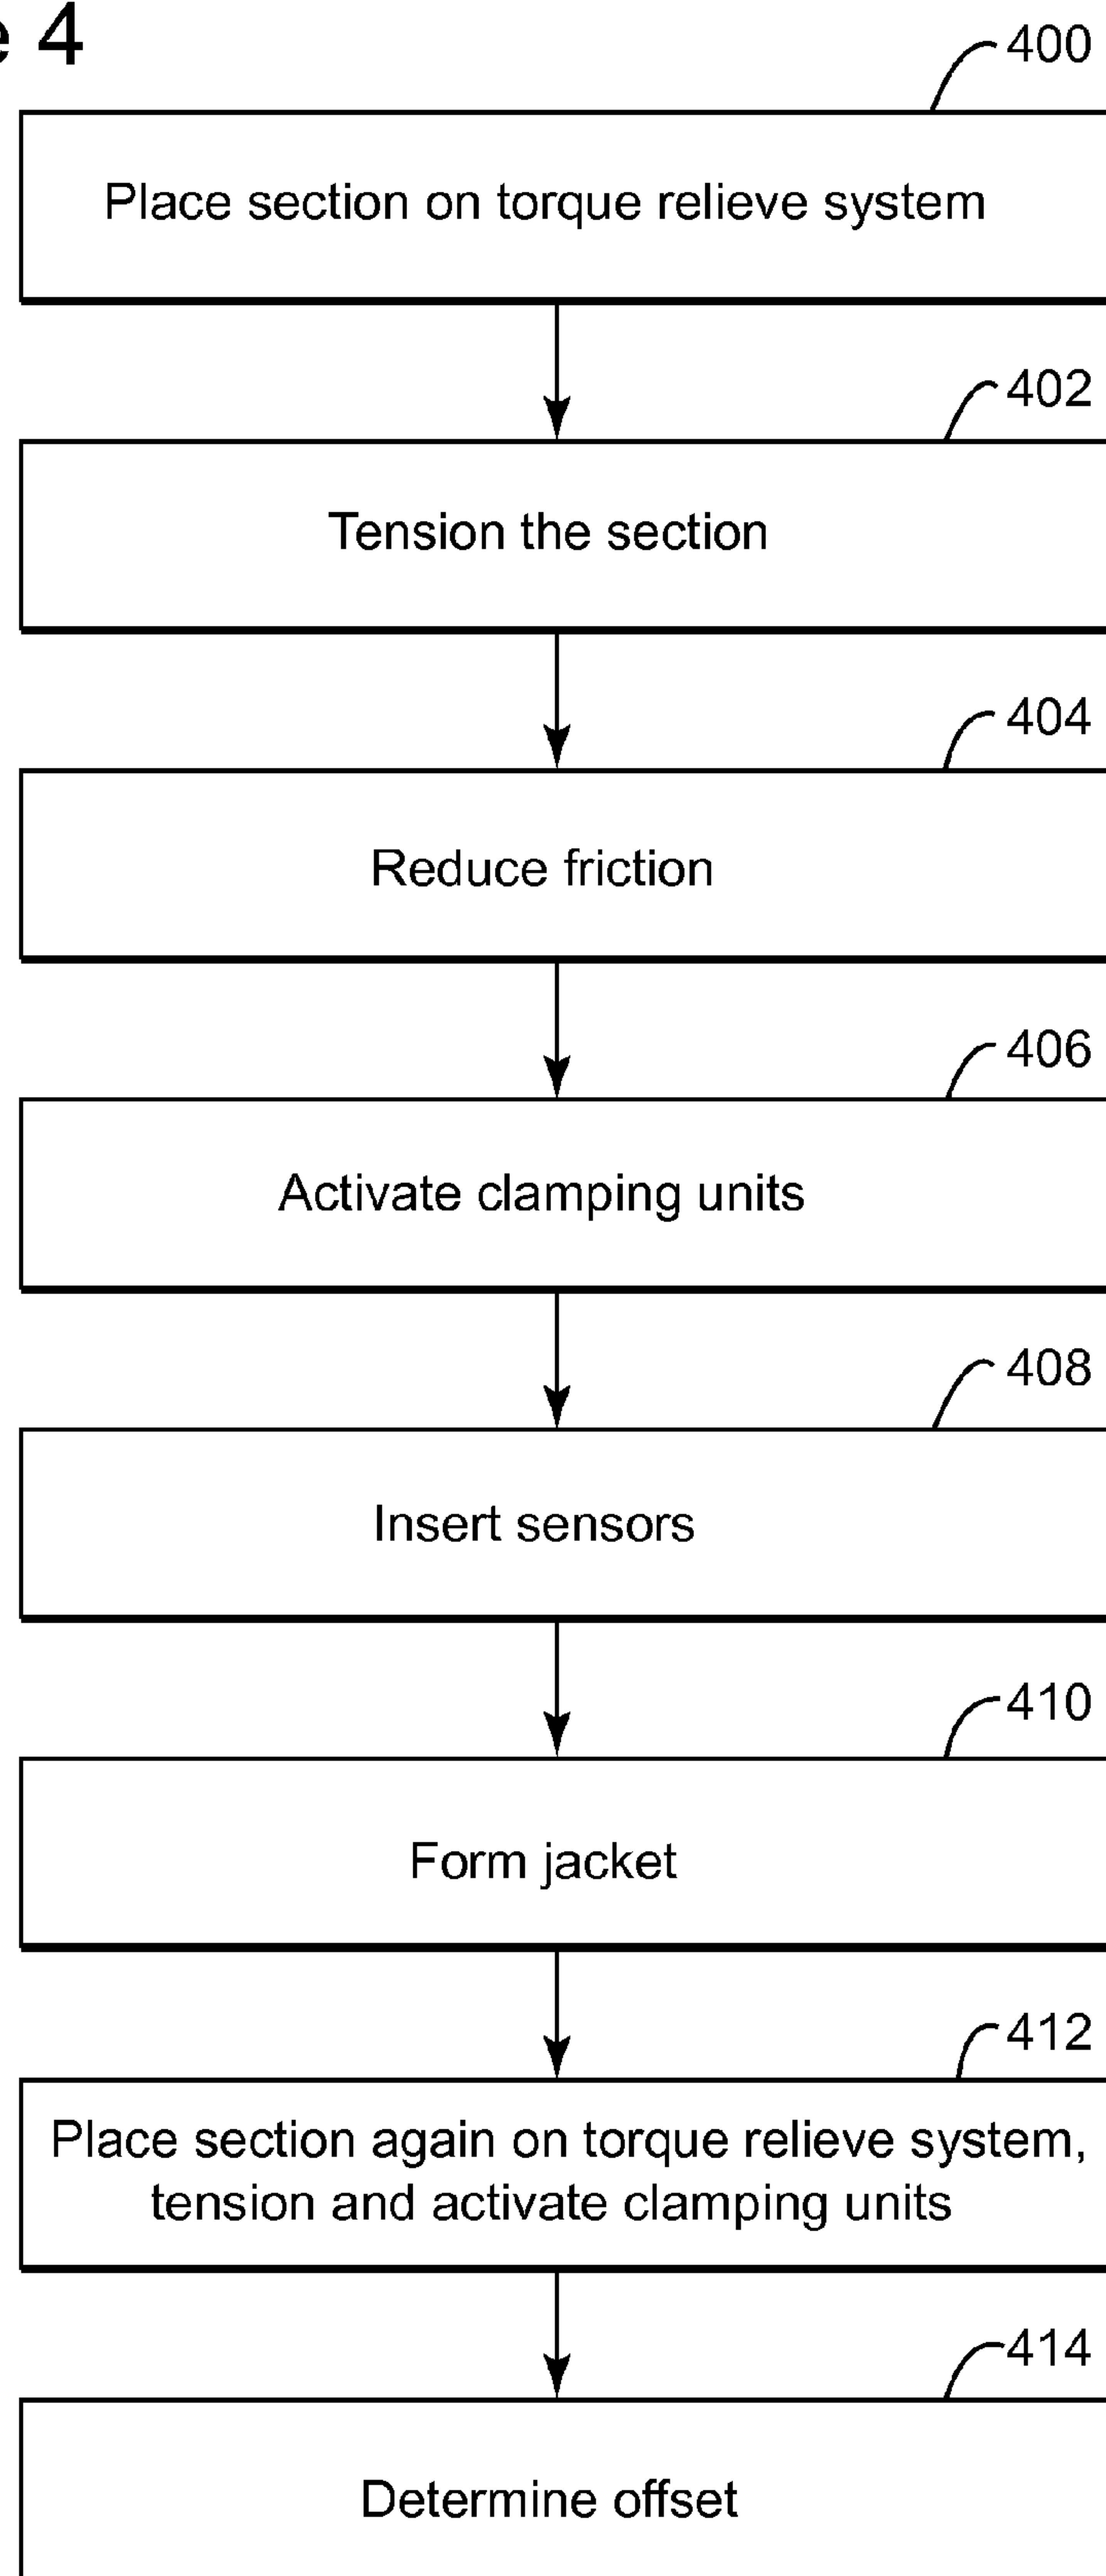 e 4
400
Place section on torque relieve system
402
Tension the section
404
Reduce friction
406
Activate clamping units
408
Insert sensors
410
Form jacket
412
Place section again on torque relieve system,
tension and activate clamping units
414
Determine offset